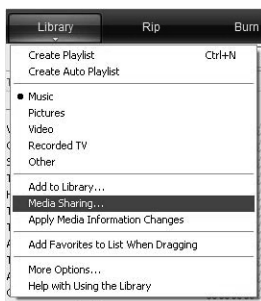 Library Rip Burn
Create Playlist Ctrl+N
Create Auto Playlist
Music
Pictures
Video
Recorded TV
Other
Add to Library...
Media Sharing...
Apply Media Information Changes
Add Favorites to List When Dragging
More Options...
Help with Using the Library